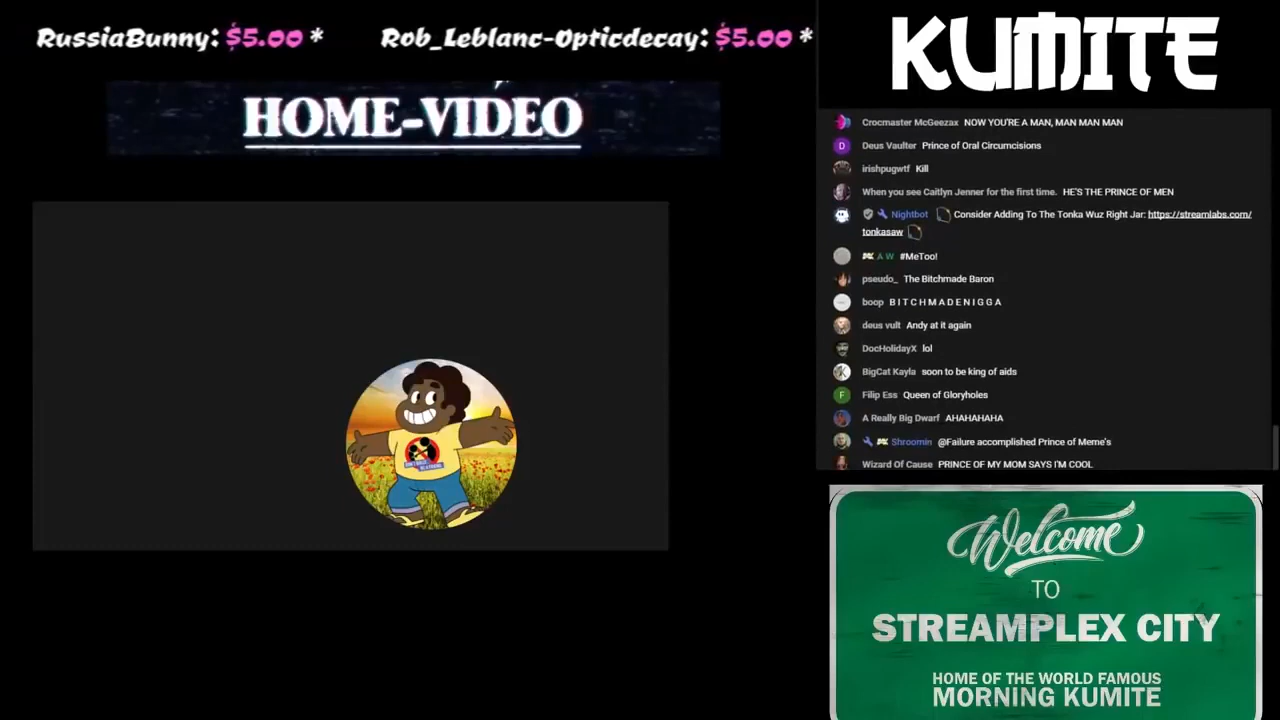 RussiaBunny: $5.00 *
Rob_Leblanc-Opticdecay: $5.00 *
HOME-VIDEO
KUMITE
Crocmaster McGeezax NOW YOU'RE A MAN, MAN MAN MAN
Deus Vaulter Prince of Oral Circumcisions
irishpugwtf Kill
When you see Caitlyn Jenner for the first time. HE'S THE PRINCE OF MEN
Nightbot Consider Adding To The Tonka Wuz Right Jar: https://streamlabs.com/
tonkasaw
A W #MeToo!
pseudo_ The Bitchmade Baron
boop B I T C H M A D E N I G G A
deus vult Andy at it again
DocHolidayX lol
BigCat Kayla soon to be king of aids
Filip Ess Queen of Gloryholes
A Really Big Dwarf AHAHAHAHA
Shroomin @Failure accomplished Prince of Meme's
Wizard Of Cause PRINCE OF MY MOM SAYS I'M COOL
D
F
Welcome
TO
STREAMPLEX CITY
HOME OF THE WORLD FAMOUS
MORNING KUMITE